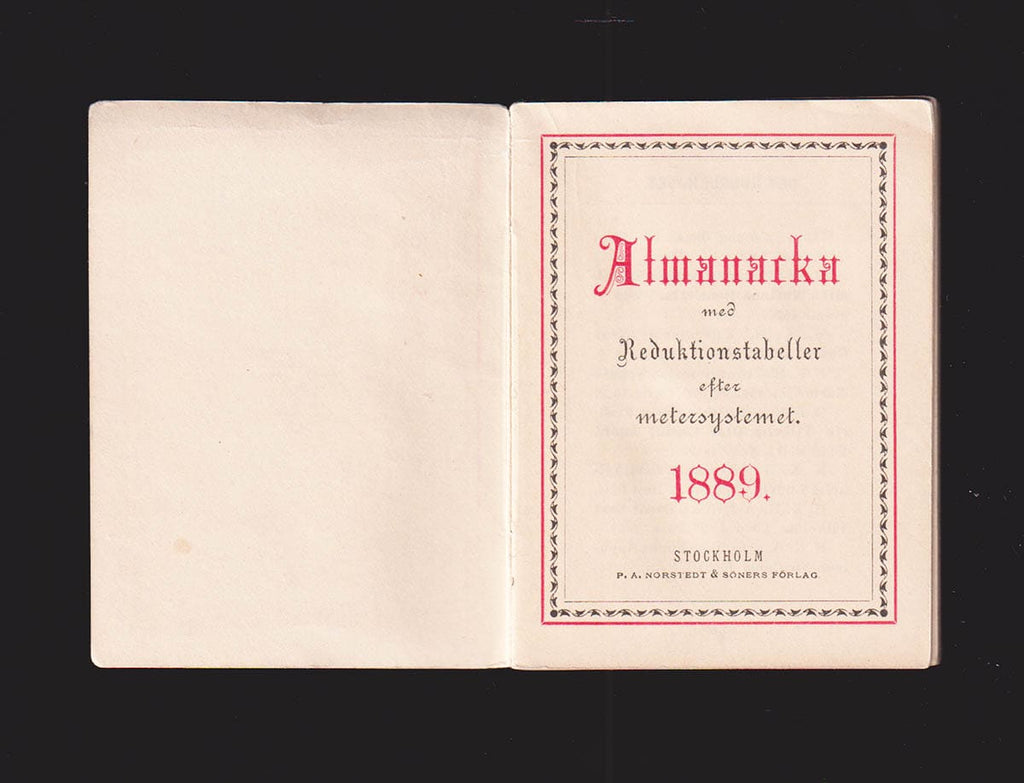 Almanacka
med
Reduktionstabeller
efter
metersystemet.
1889.
STOCKHOLM
P. A. NORSTEDT & SÖNERS FÖRLAG